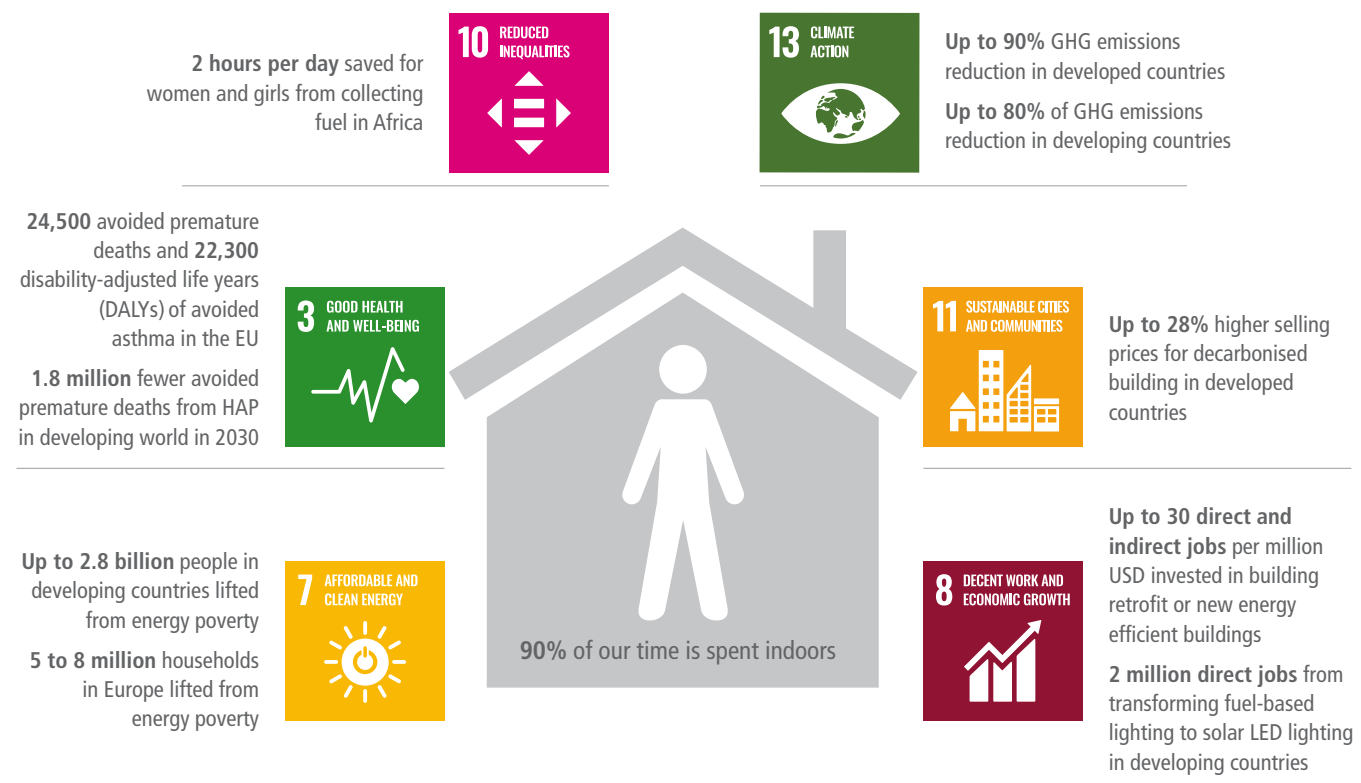 10 REDUCED
INEQUALITIES
2 hours per day saved for
women and girls from collecting
fuel in Africa
13 CLIMATE
ACTION
Up to 90% GHG emissions
reduction in developed countries
Up to 80% of GHG emissions
reduction in developing countries
24,500 avoided premature
deaths and 22,300
disability-adjusted life years
(DALYs) of avoided
asthma in the EU
1.8 million fewer avoided
premature deaths from HAP
in developing world in 2030
3 GOOD HEALTH
AND WELL-BEING
11 SUSTAINABLE CITIES
AND COMMUNITIES
Up to 28% higher selling
prices for decarbonised
building in developed
countries
Up to 2.8 billion people in
developing countries lifted
from energy poverty
5 to 8 million households
in Europe lifted from
energy poverty
7 AFFORDABLE AND
CLEAN ENERGY
90% of our time is spent indoors
8 DECENT WORK AND
ECONOMIC GROWTH
Up to 30 direct and
indirect jobs per million
USD invested in building
retrofit or new energy
efficient buildings
2 million direct jobs from
transforming fuel-based
lighting to solar LED lighting
in developing countries